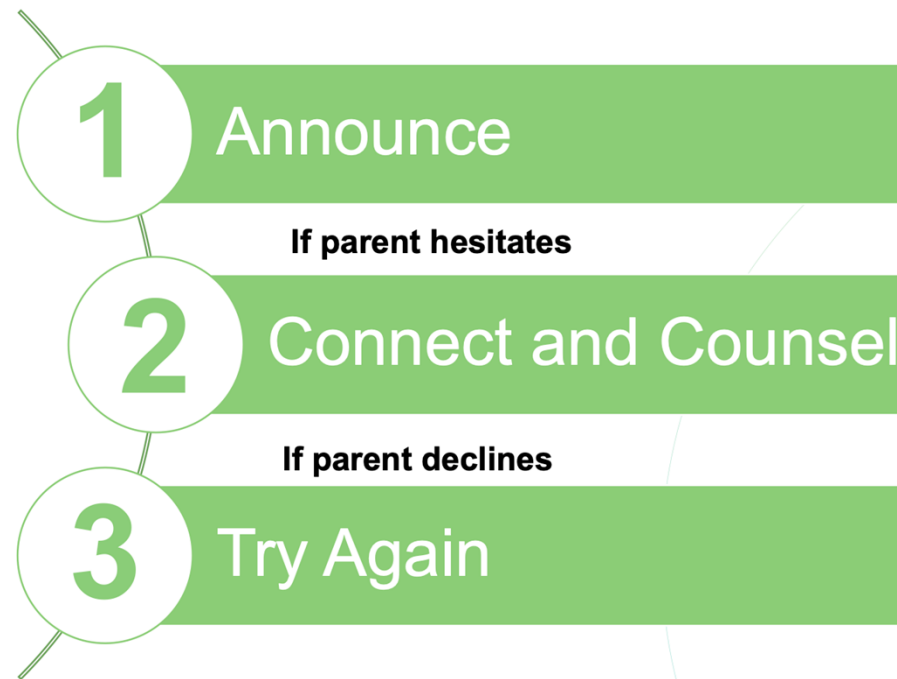 1
Announce
If parent hesitates
2
Connect and Counsel
If parent declines
3
Try Again